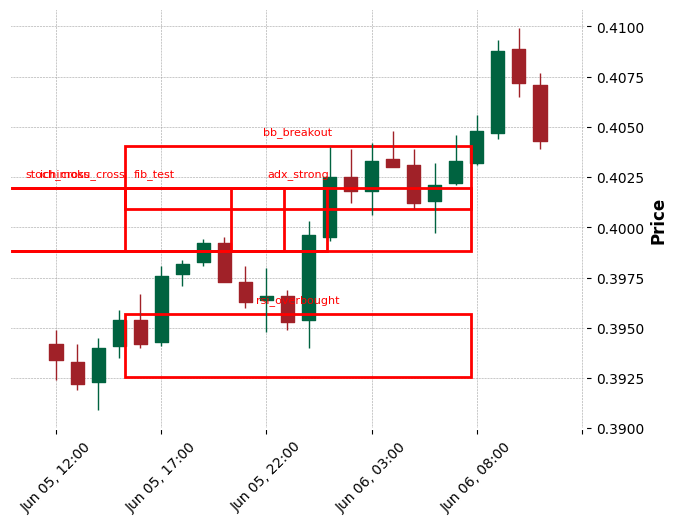 0.4100
0.4075
0.4050
0.4025
0.4000
0.3975
0.3950
0.3925
0.3900
Price
bb_breakout
fib_test
adx_strong
rsi_overbought
Jun 05, 12:00
Jun 05, 17:00
Jun 05, 22:00
Jun 06, 03:00
Jun 06, 08:00